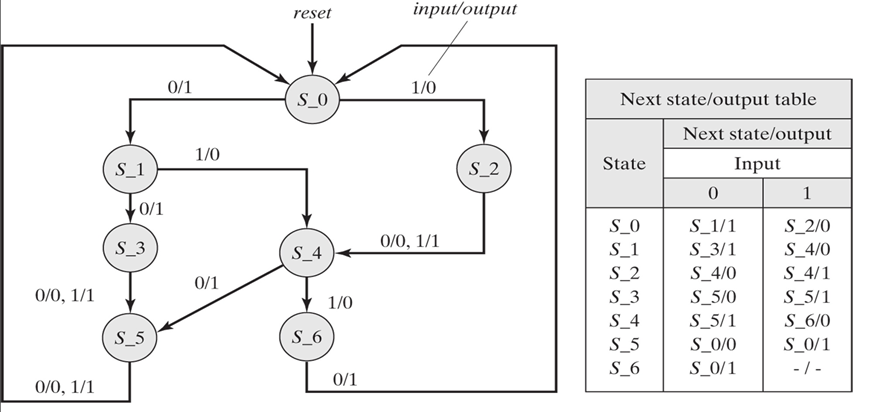 reset
input/output
0/1
S_0
1/0
1/0
S_1
S_2
0/1
S_3
S_4
0/0, 1/1
0/0, 1/1
0/1
1/0
S_5
S_6
0/0, 1/1
0/1
Next state/output table
State
Next state/output
Input
0 1
S_0 S_1/1 S_2/0
S_1 S_3/1 S_4/0
S_2 S_4/0 S_4/1
S_3 S_5/0 S_5/1
S_4 S_5/1 S_6/0
S_5 S_0/0 S_0/1
S_6 S_0/1 - / -